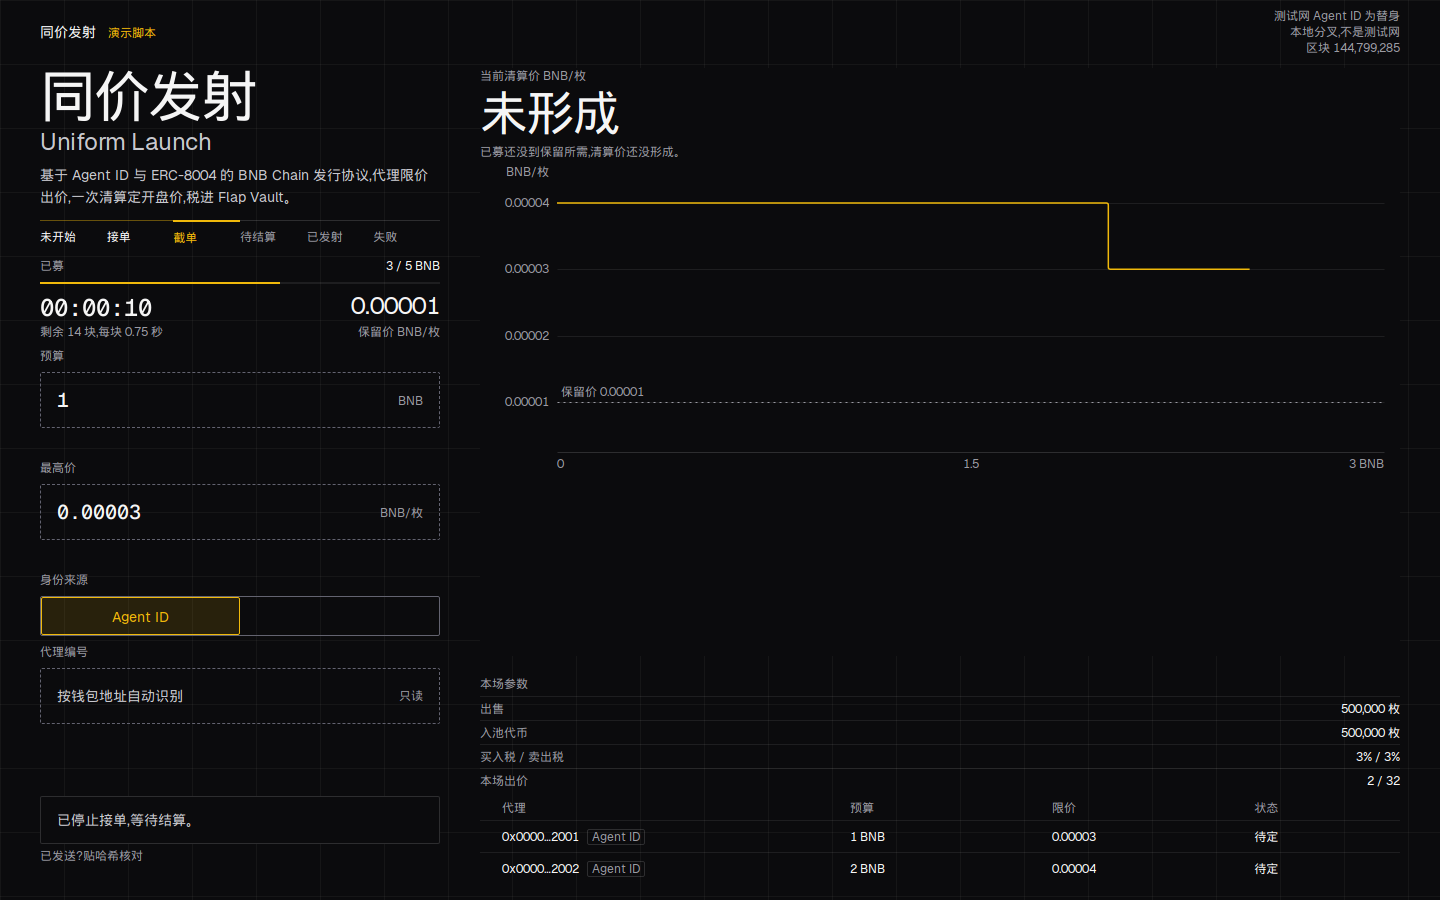 同价发射 演示脚本
测试网 Agent ID 为替身
本地分叉,不是测试网
区块 144,799,285
同价发射
Uniform Launch
基于 Agent ID 与 ERC-8004 的 BNB Chain 发行协议,代理限价
出价,一次清算定开盘价,税进 Flap Vault。
未开始 接单 截单 待结算 已发射 失败
已募 3 / 5 BNB
00:00:10 0.00001
剩余 14 块,每块 0.75 秒 保留价 BNB/枚
预算
1 BNB
最高价
0.00003 BNB/枚
身份来源
Agent ID
代理编号
按钱包地址自动识别 只读
已停止接单,等待结算。
已发送?贴哈希核对
当前清算价 BNB/枚
未形成
已募还没到保留所需,清算价还没形成。
BNB/枚
0.00004
0.00003
0.00002
保留价 0.00001
0.00001
0 1.5 3 BNB
本场参数
出售 500,000 枚
入池代币 500,000 枚
买入税 / 卖出税 3% / 3%
本场出价 2 / 32
代理 预算 限价 状态
0x0000…2001 Agent ID 1 BNB 0.00003 待定
0x0000…2002 Agent ID 2 BNB 0.00004 待定